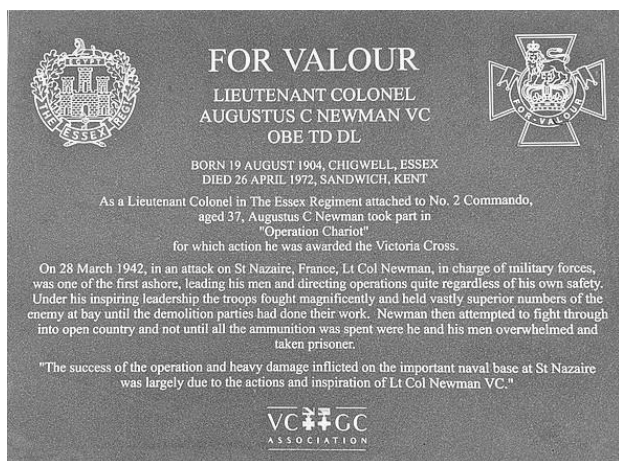 EGYPT
THE ESSEX REGT
FOR VALOUR
FOR VALOUR
LIEUTENANT COLONEL
AUGUSTUS C NEWMAN VC
OBE TD DL
BORN 19 AUGUST 1904, CHIGWELL, ESSEX
DIED 26 APRIL 1972, SANDWICH, KENT
As a Lieutenant Colonel in The Essex Regiment attached to No. 2 Commando,
aged 37, Augustus C Newman took part in
"Operation Chariot"
for which action he was awarded the Victoria Cross.
On 28 March 1942, in an attack on St Nazaire, France, Lt Col Newman, in charge of military forces,
was one of the first ashore, leading his men and directing operations quite regardless of his own safety.
Under his inspiring leadership the troops fought magnificently and held vastly superior numbers of the
enemy at bay until the demolition parties had done their work. Newman then attempted to fight through
into open country and not until all the ammunition was spent were he and his men overwhelmed and
taken prisoner.
"The success of the operation and heavy damage inflicted on the important naval base at St Nazaire
was largely due to the actions and inspiration of Lt Col Newman VC."
VC GC
ASSOCIATION